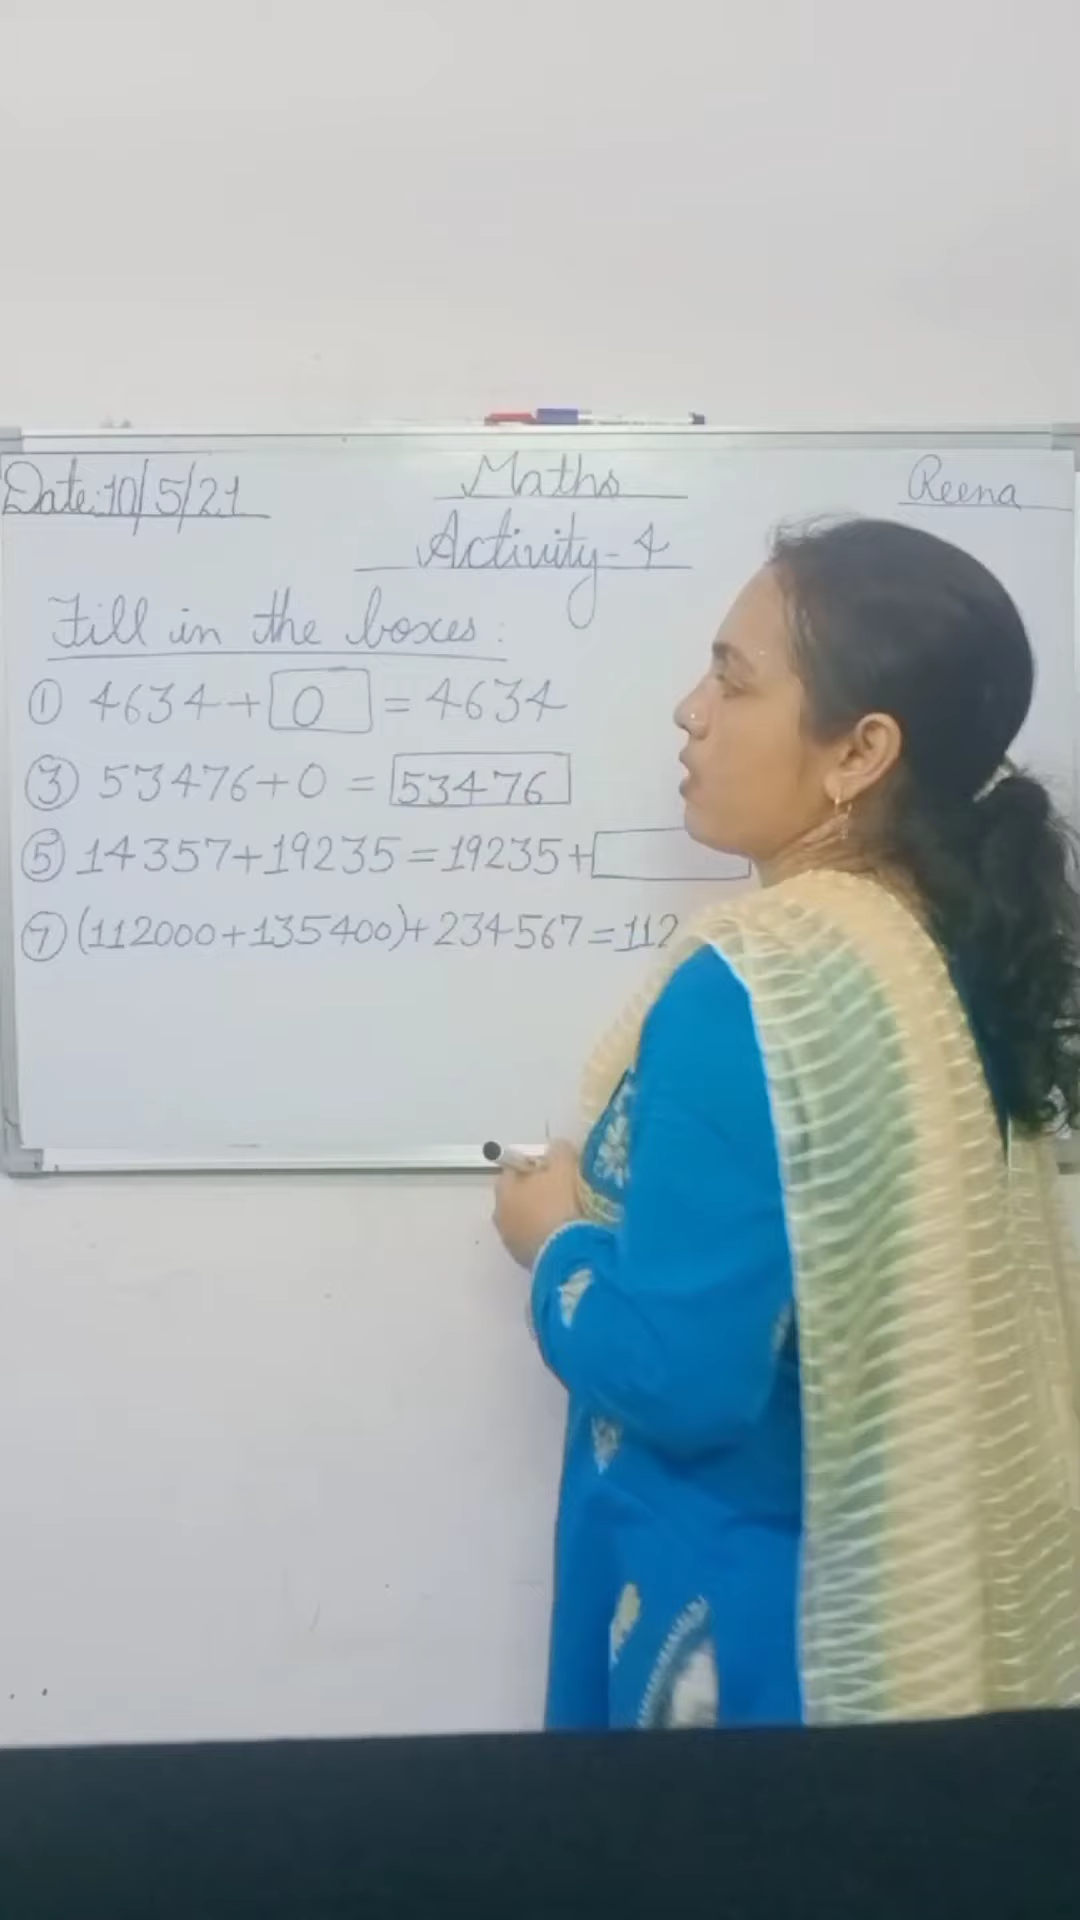 Date:10/5/21
Maths
Reena
Activity-4
Fill in the boxes:
① 4634+0 = 4634
③ 53476+0 = 53476
⑤ 14357+19235=19235+
⑦ (112000+135400)+234567=112